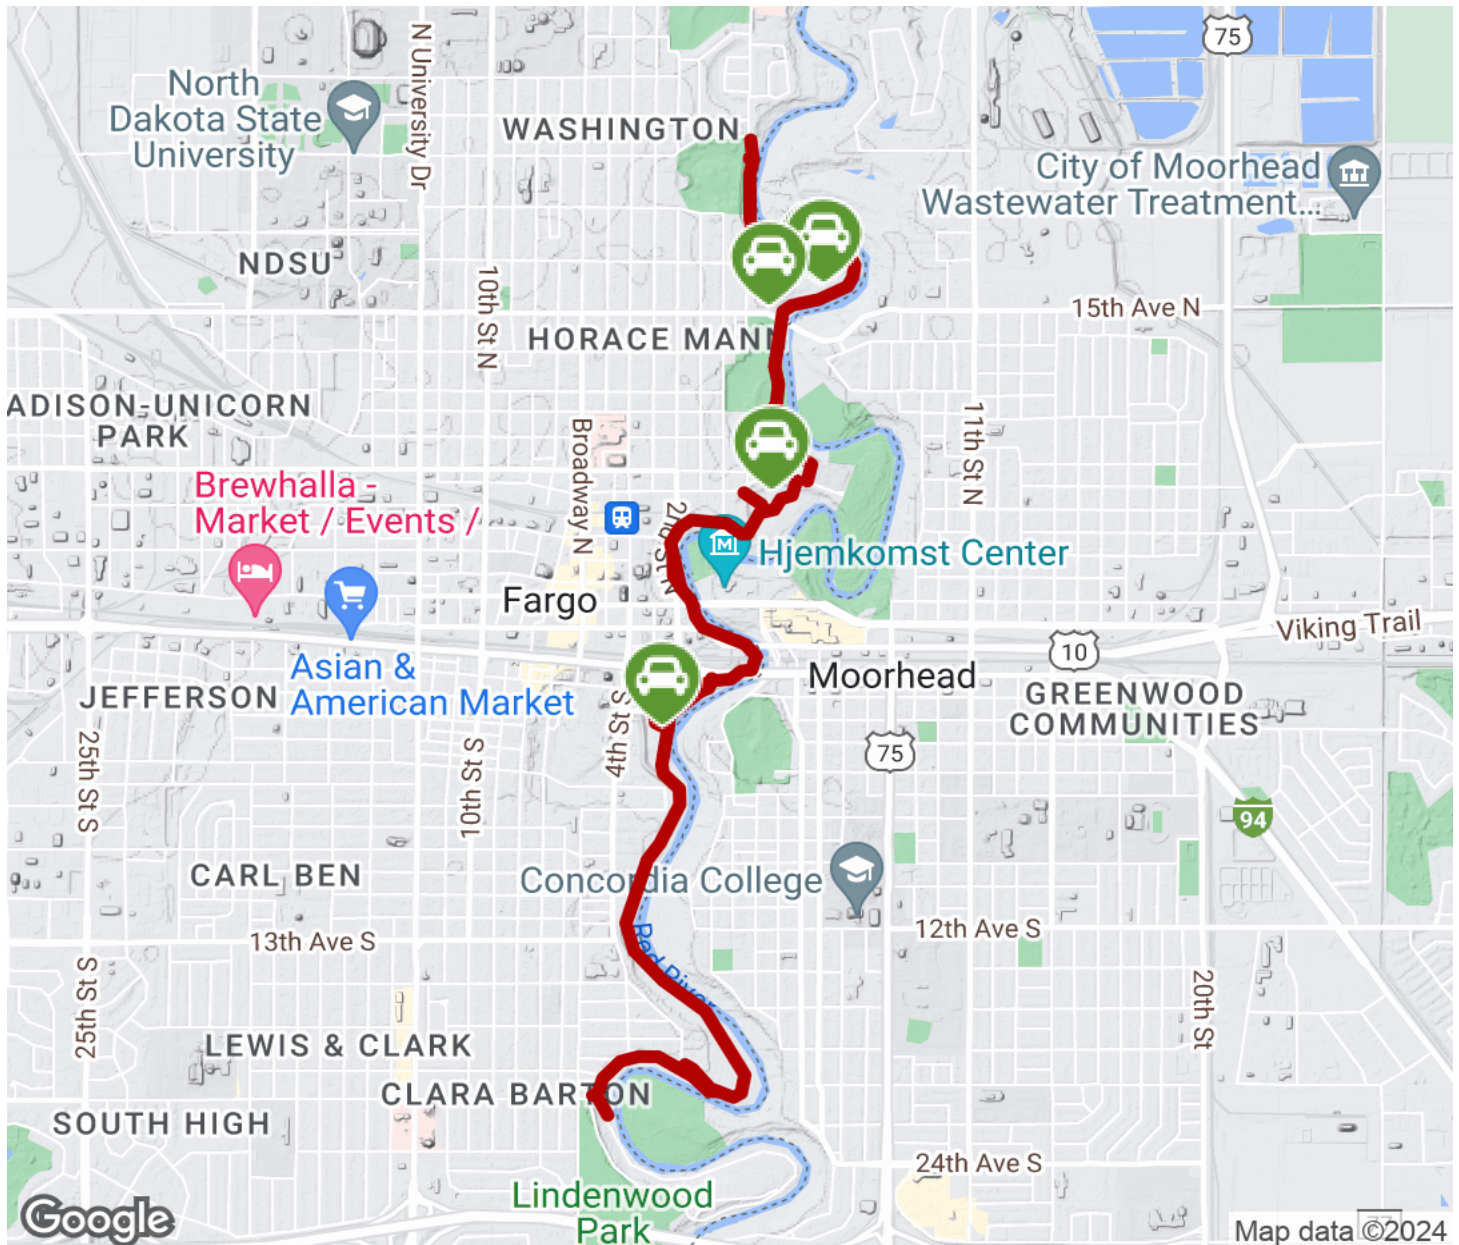 75
N University Dr
North
Dakota State
University
WASHINGTON
City of Moorhead
Wastewater Treatment...
NDSU
10th St N
15th Ave N
HORACE MANN
ADISON-UNICORN
PARK
Broadway N
11th St N
Brewhalla -
Market / Events /
2nd St N
Hjemkomst Center
Fargo
Viking Trail
10
Asian &
American Market
JEFFERSON
Moorhead
GREENWOOD
COMMUNITIES
4th St S
25th St S
10th St S
75
94
CARL BEN
Concordia College
13th Ave S
12th Ave S
Red River
25th St S
20th St
LEWIS & CLARK
CLARA BARTON
SOUTH HIGH
24th Ave S
Lindenwood
Park
Google
Map data ©2024